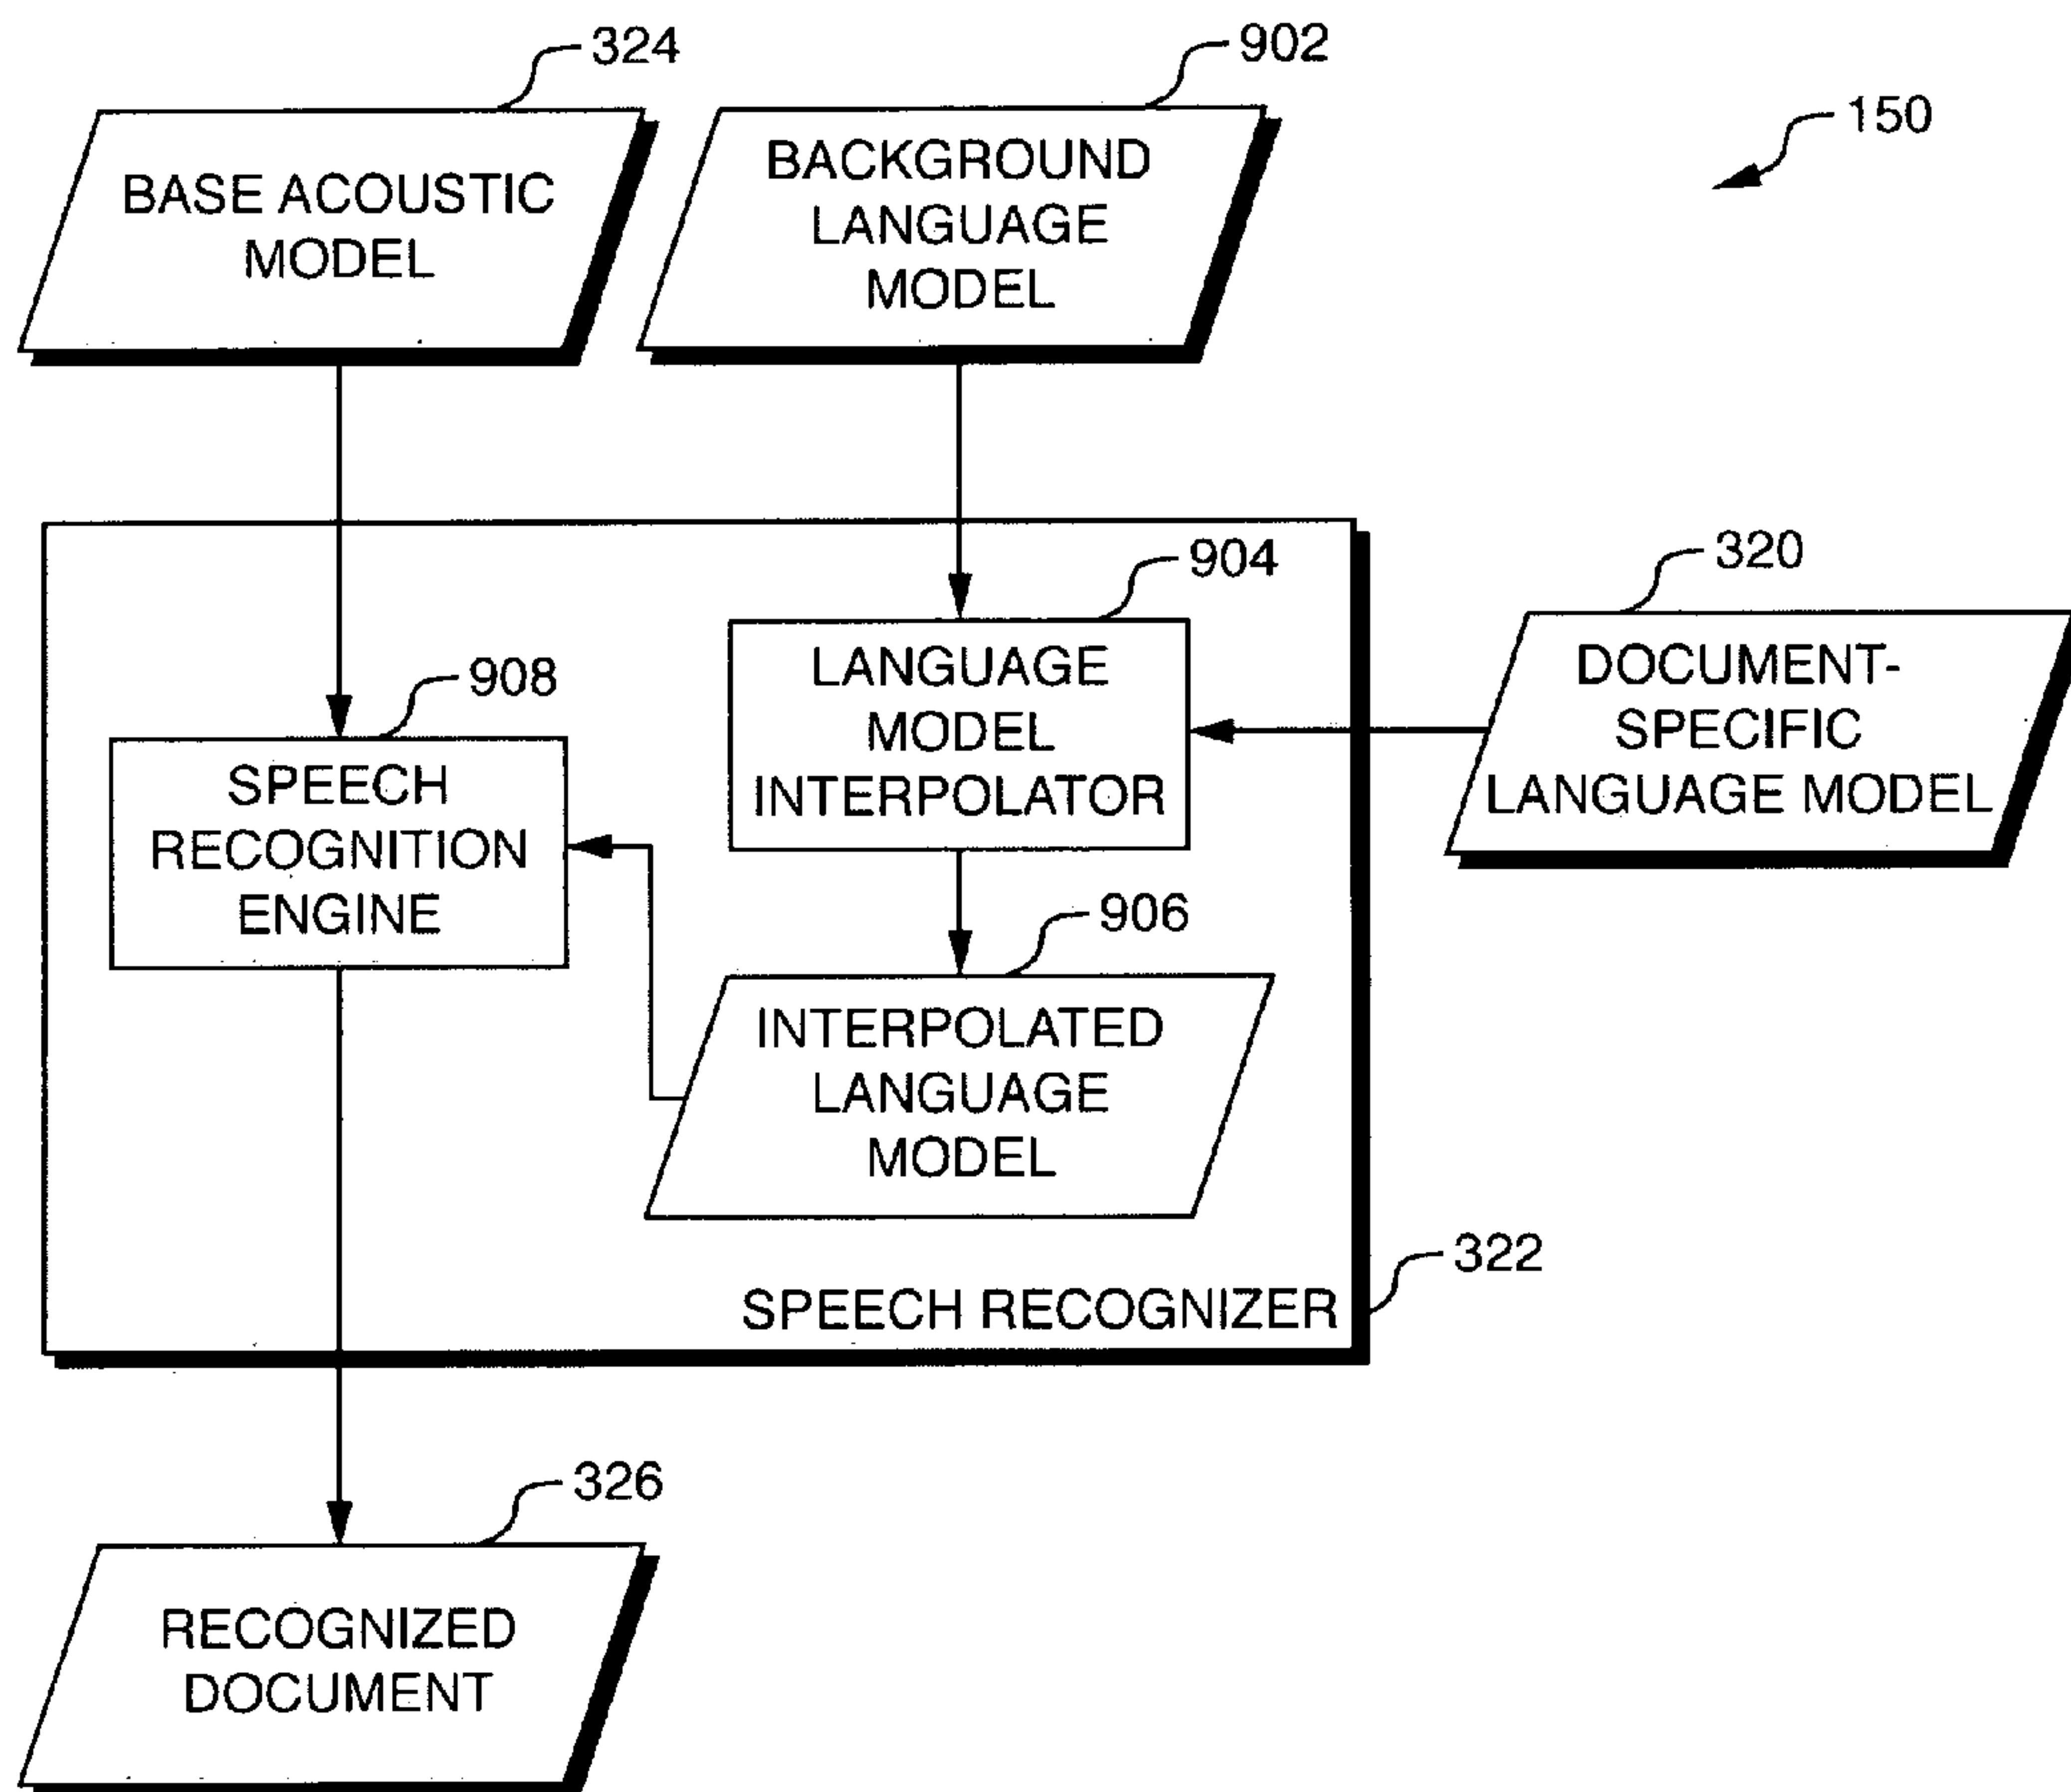 324
902
150
BASE ACOUSTIC
MODEL
BACKGROUND
LANGUAGE
MODEL
904
320
908
LANGUAGE
MODEL
INTERPOLATOR
DOCUMENT-
SPECIFIC
LANGUAGE MODEL
SPEECH
RECOGNITION
ENGINE
906
INTERPOLATED
LANGUAGE
MODEL
322
SPEECH RECOGNIZER
326
RECOGNIZED
DOCUMENT